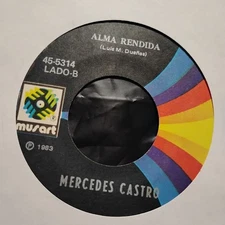 ALMA RENDIDA
(Luis M. Dueñas)
45-5314
LADO-B
musart
℗ 1983
MERCEDES CASTRO